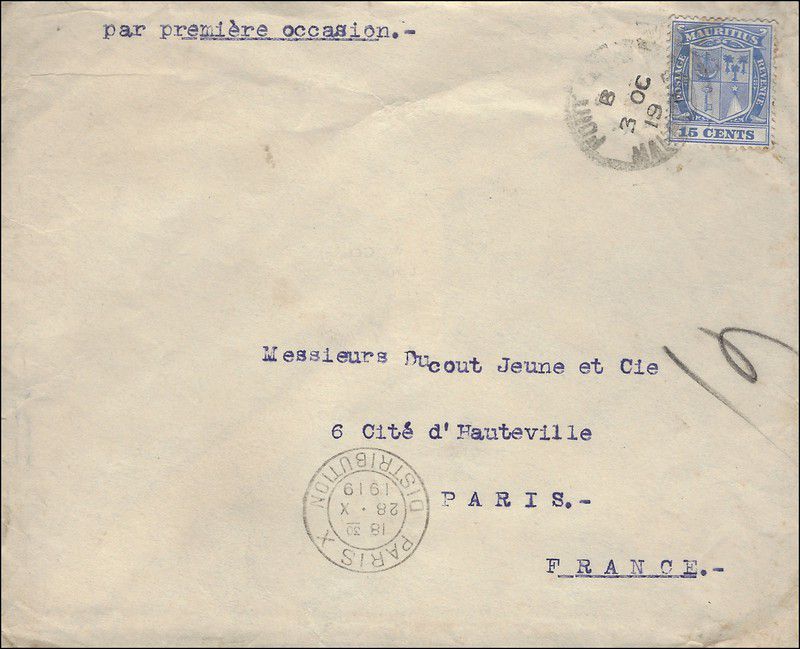 par première occasion.-
MAURITIUS
POSTAGE
REVENUE
15 CENTS
B
3 OC
19
Messieurs Ducout Jeune et Cie
6 Cité d'Hauteville
PARIS.-
FRANCE.-
PARIS X
18 30
28 · X
1919
DISTRIBUTION